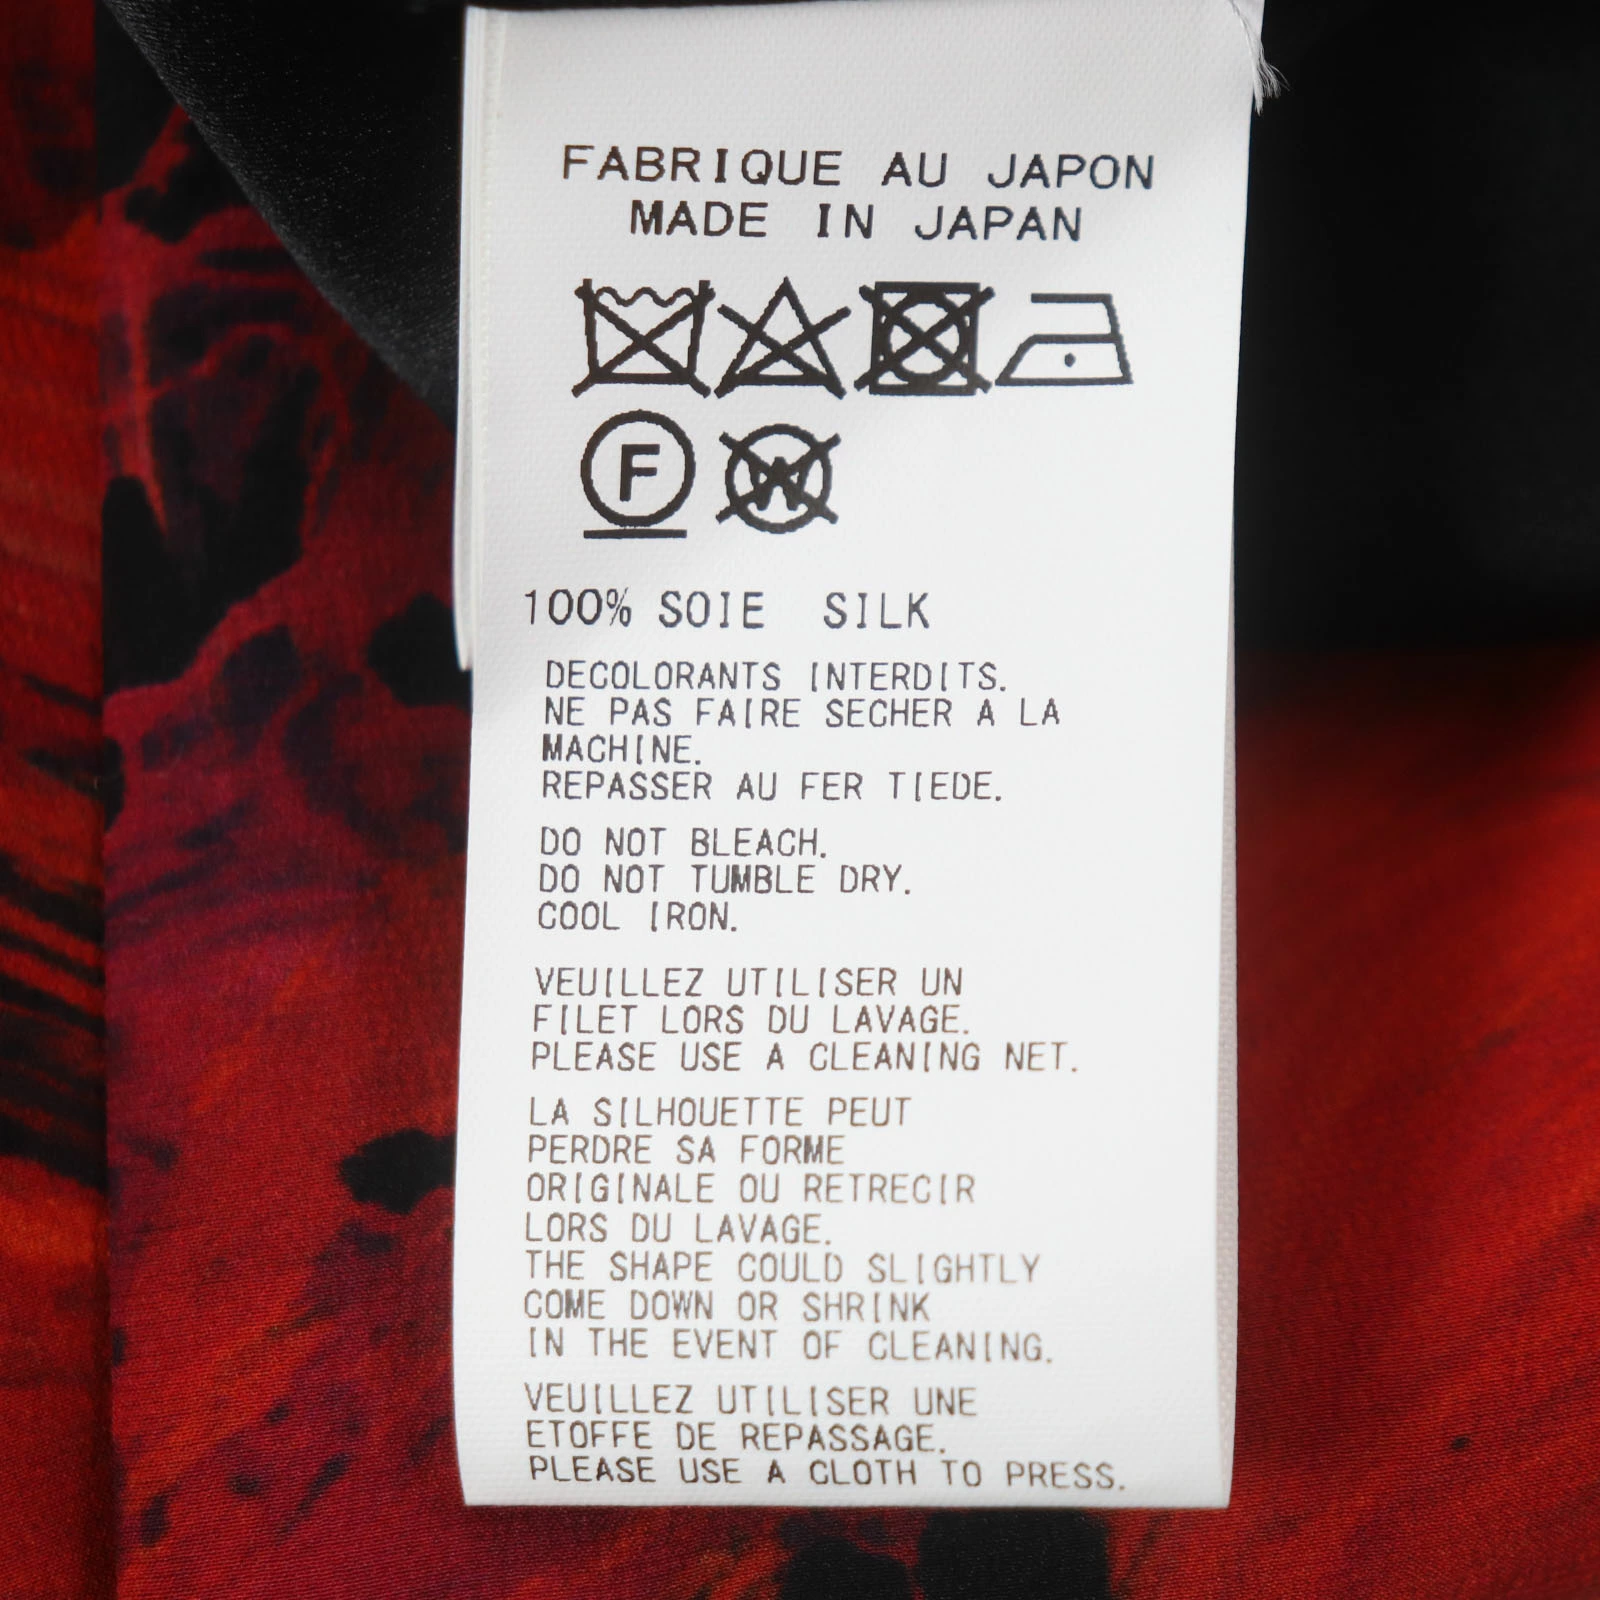 FABRIQUE AU JAPON
MADE IN JAPAN
F W
100% SOIE SILK
DECOLORANTS INTERDITS.
NE PAS FAIRE SECHER A LA
MACHINE.
REPASSER AU FER TIEDE.
DO NOT BLEACH.
DO NOT TUMBLE DRY.
COOL IRON.
VEUILLEZ UTILISER UN
FILET LORS DU LAVAGE.
PLEASE USE A CLEANING NET.
LA SILHOUETTE PEUT
PERDRE SA FORME
ORIGINALE OU RETRECIR
LORS DU LAVAGE.
THE SHAPE COULD SLIGHTLY
COME DOWN OR SHRINK
IN THE EVENT OF CLEANING.
VEUILLEZ UTILISER UNE
ETOFFE DE REPASSAGE.
PLEASE USE A CLOTH TO PRESS.